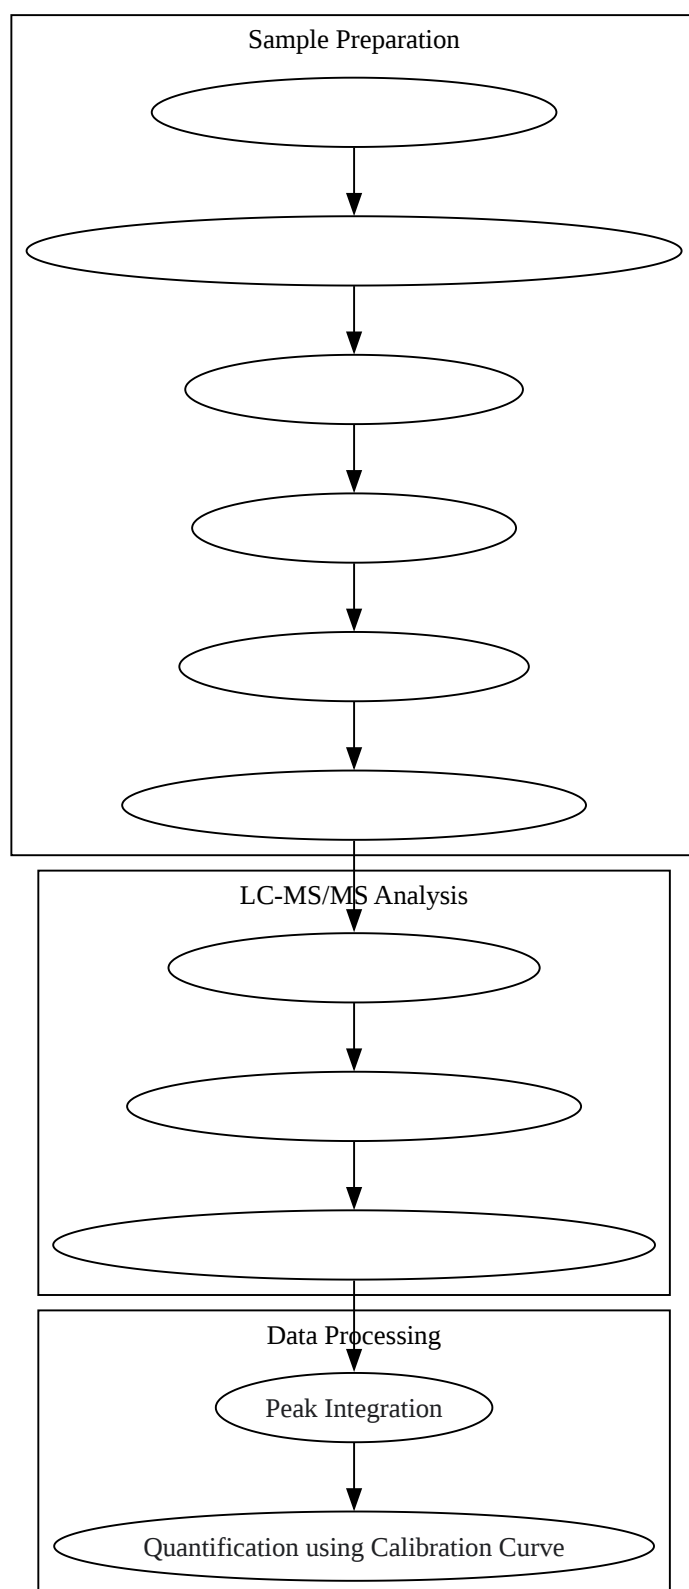 Sample Preparation
LC-MS/MS Analysis
Data Processing
Peak Integration
Quantification using Calibration Curve